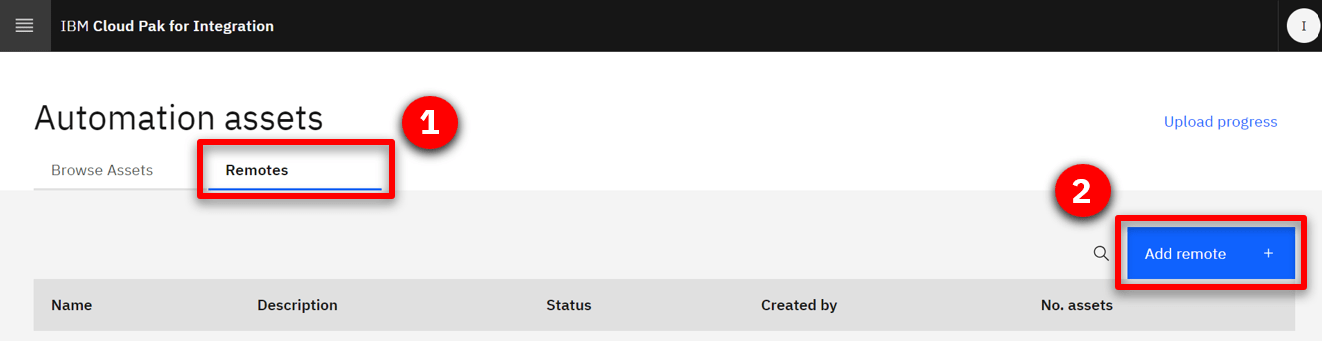 IBM Cloud Pak for Integration
I
Automation assets
1
Upload progress
Browse Assets
Remotes
2
Add remote +
Name Description Status Created by No. assets